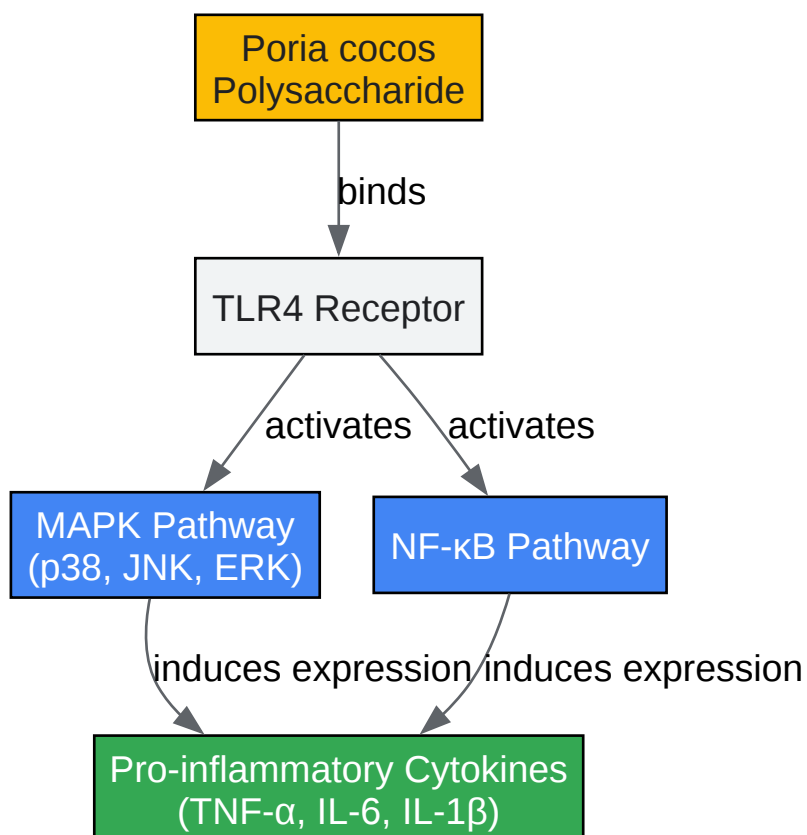 Poria cocos
Polysaccharide
binds
TLR4 Receptor
activates
activates
MAPK Pathway
(p38, JNK, ERK)
NF-κB Pathway
induces expression
induces expression
Pro-inflammatory Cytokines
(TNF-α, IL-6, IL-1β)